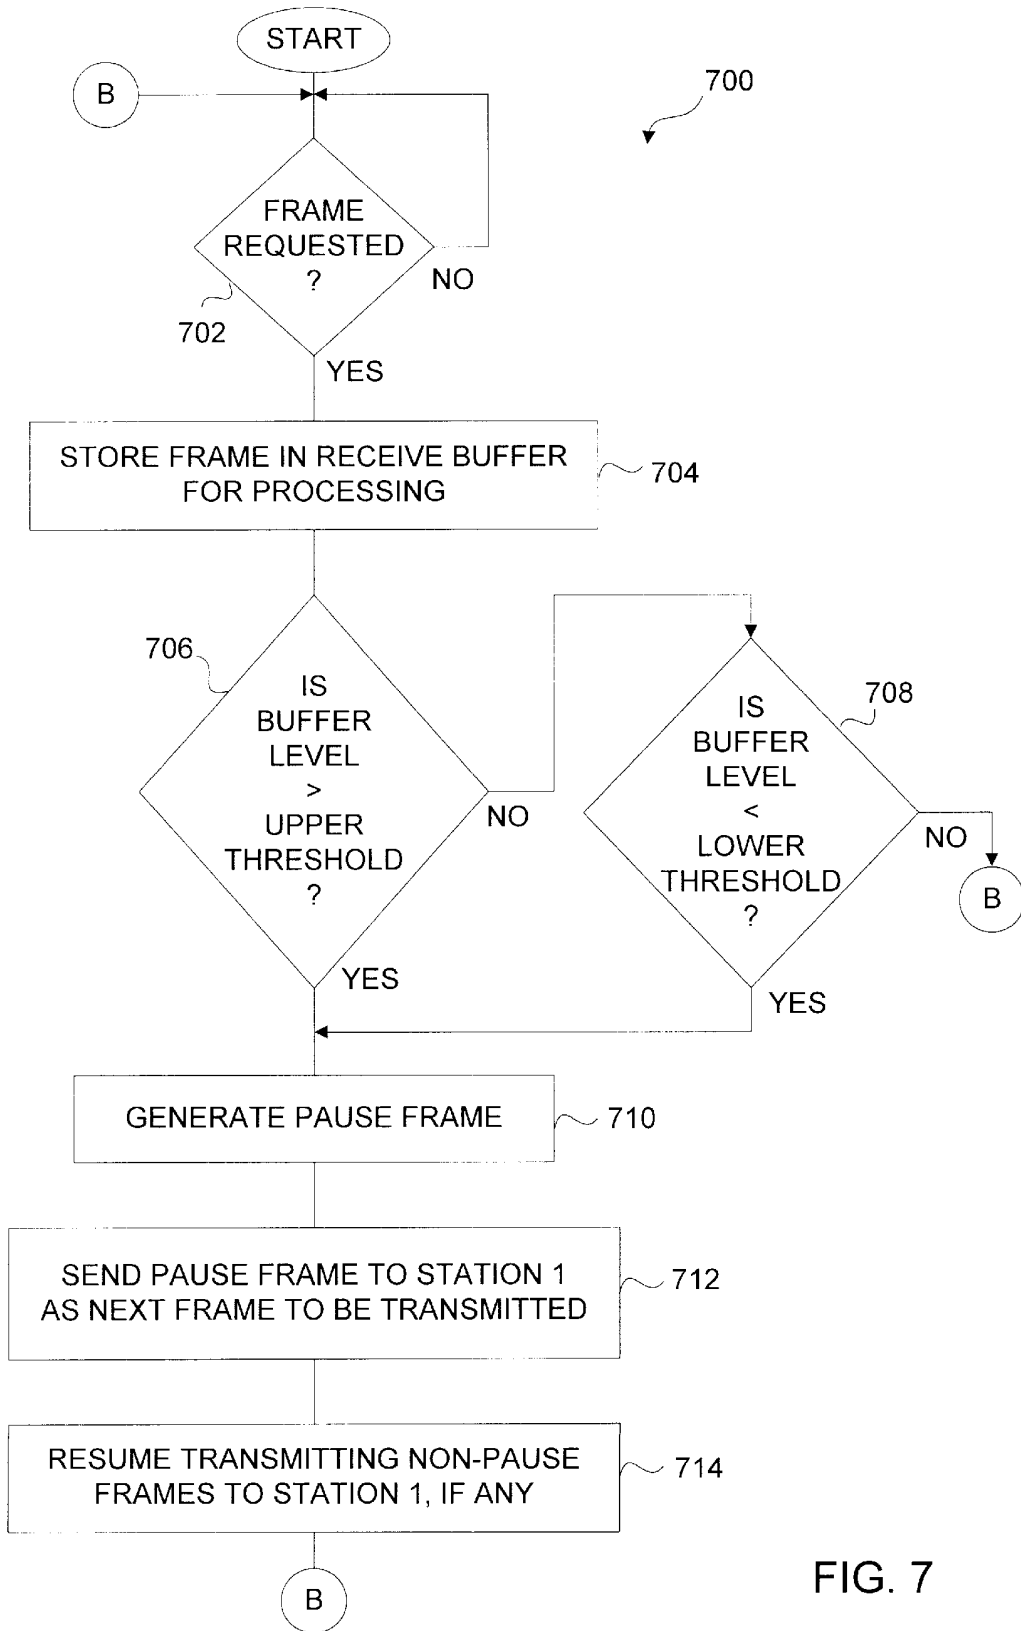 START
B
700
FRAME
REQUESTED
?
NO
702
YES
STORE FRAME IN RECEIVE BUFFER
FOR PROCESSING
704
706
IS
BUFFER
LEVEL
>
UPPER
THRESHOLD
?
NO
YES
708
IS
BUFFER
LEVEL
<
LOWER
THRESHOLD
?
NO
B
YES
GENERATE PAUSE FRAME
710
SEND PAUSE FRAME TO STATION 1
AS NEXT FRAME TO BE TRANSMITTED
712
RESUME TRANSMITTING NON-PAUSE
FRAMES TO STATION 1, IF ANY
714
B
FIG. 7